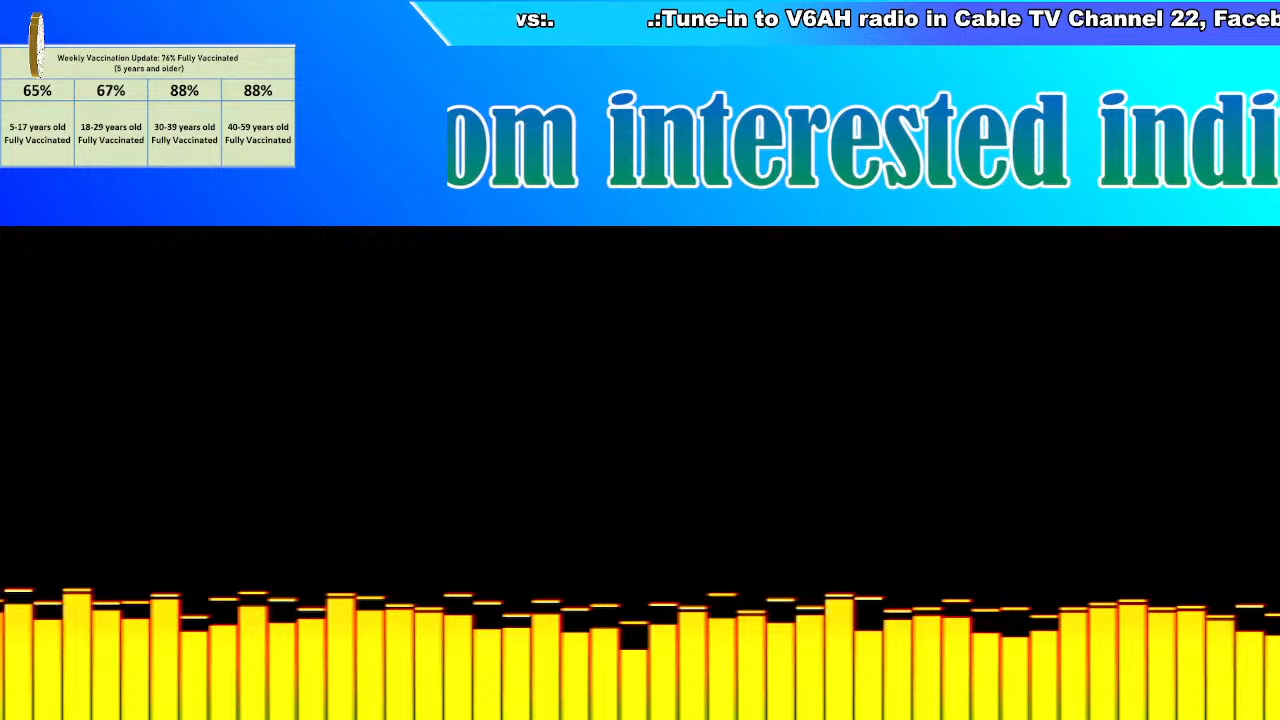 vs:. .:Tune-in to V6AH radio in Cable TV Channel 22, Faceb
Weekly Vaccination Update: 76% Fully Vaccinated
(5 years and older)
65% 67% 88% 88%
5-17 years old 18-29 years old 30-39 years old 40-59 years old
Fully Vaccinated Fully Vaccinated Fully Vaccinated Fully Vaccinated
om interested indi